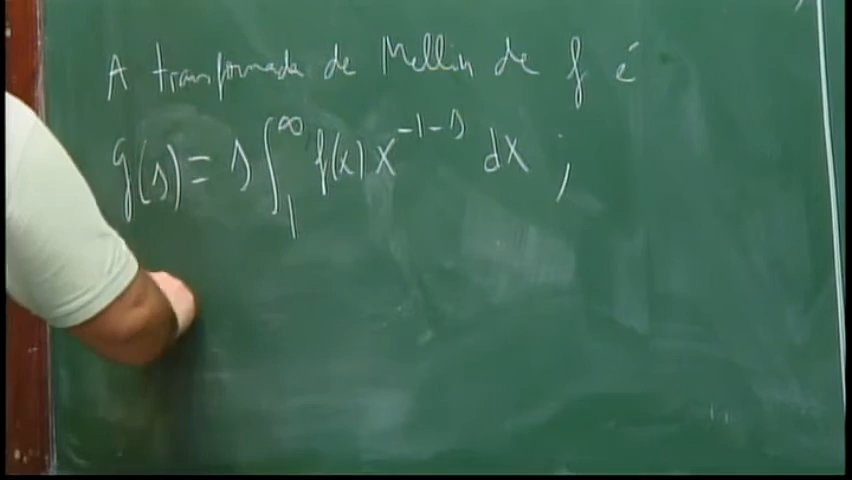 A transformada de Mellin de f é
g(s) = s ∫₁^∞ f(x) x^{-1-s} dx ;